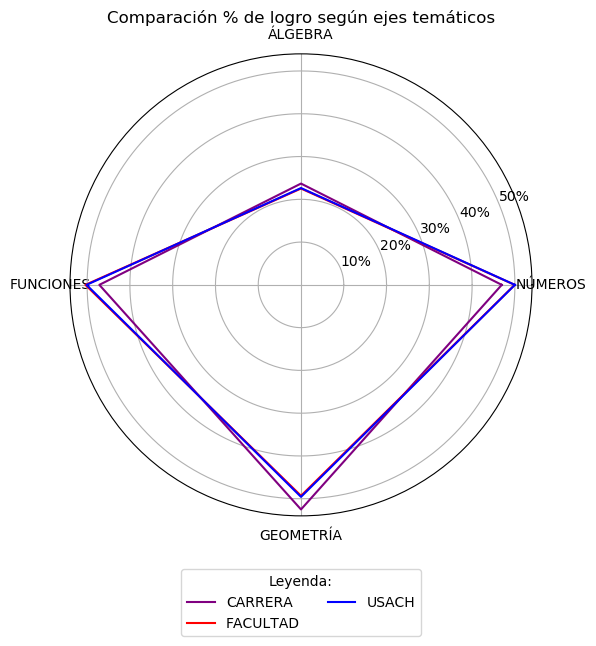 Comparación % de logro según ejes temáticos
ÁLGEBRA
50%
40%
30%
20%
10%
FUNCIONES
NÚMEROS
GEOMETRÍA
Leyenda:
CARRERA USACH
FACULTAD